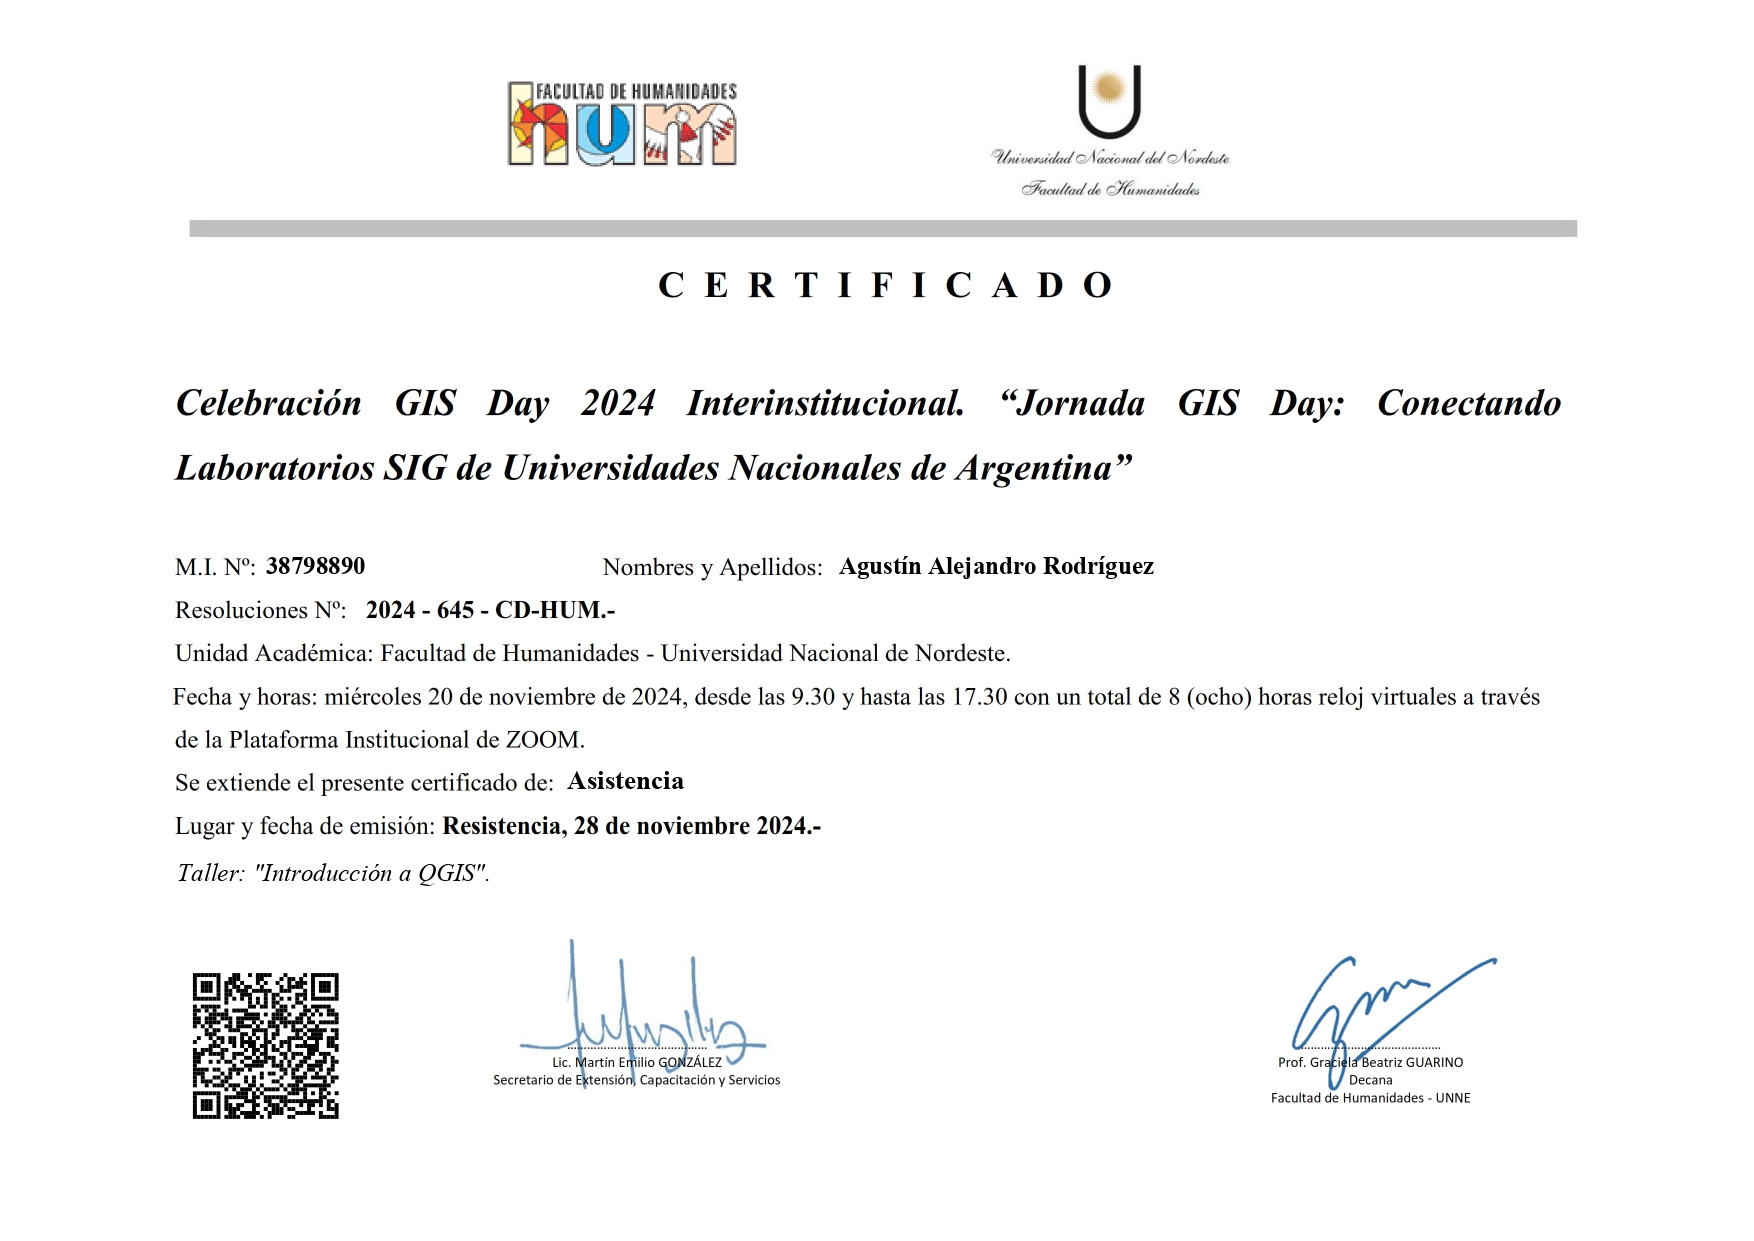 FACULTAD DE HUMANIDADES
hum
Universidad Nacional del Nordeste
Facultad de Humanidades
CERTIFICADO
Celebración GIS Day 2024 Interinstitucional. “Jornada GIS Day: Conectando
Laboratorios SIG de Universidades Nacionales de Argentina”
M.I. Nº: 38798890 Nombres y Apellidos: Agustín Alejandro Rodríguez
Resoluciones Nº: 2024 - 645 - CD-HUM.-
Unidad Académica: Facultad de Humanidades - Universidad Nacional de Nordeste.
Fecha y horas: miércoles 20 de noviembre de 2024, desde las 9.30 y hasta las 17.30 con un total de 8 (ocho) horas reloj virtuales a través
de la Plataforma Institucional de ZOOM.
Se extiende el presente certificado de: Asistencia
Lugar y fecha de emisión: Resistencia, 28 de noviembre 2024.-
Taller: "Introducción a QGIS".
Lic. Martín Emilio GONZÁLEZ
Secretario de Extensión, Capacitación y Servicios
Prof. Graciela Beatriz GUARINO
Decana
Facultad de Humanidades - UNNE